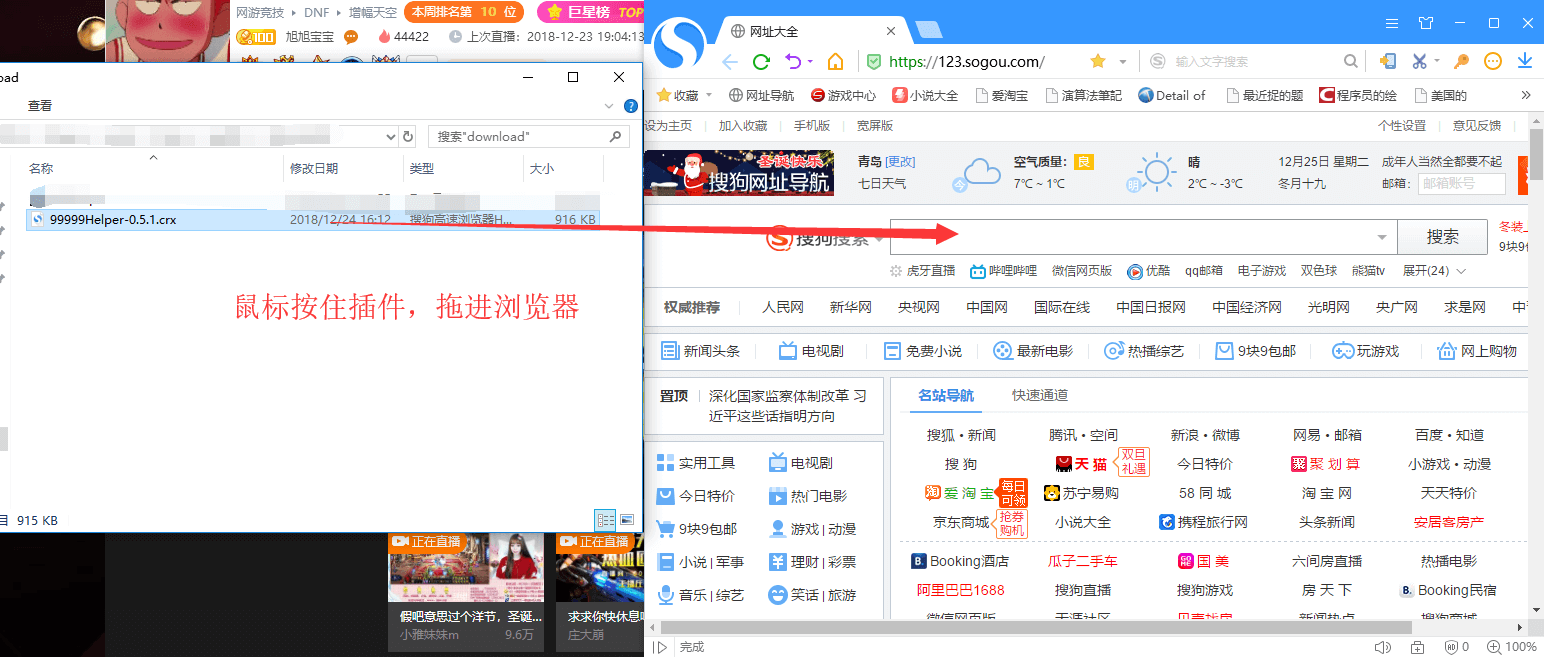 网游竞技 ▸ DNF ▸ 增幅天空
本周排名第 10 位
巨星榜 TOP
100 旭旭宝宝
44422
上次直播：2018-12-23 19:04:13
oad
查看
搜索"download"
名称
修改日期
类型
大小
99999Helper-0.5.1.crx
2018/12/24 16:12
搜狗高速浏览器H...
916 KB
鼠标按住插件，拖进浏览器
915 KB
正在直播
正在直播
假吧意思过个洋节，圣诞...
求求你快休息
小雅妹妹m
9.6万
庄大崩
网址大全
https://123.sogou.com/
输入文字搜索
收藏
网址导航
游戏中心
小说大全
爱淘宝
演算法筆記
Detail of
最近捉的题
程序员的绘
美国的
设为主页
加入收藏
手机版
宽屏版
个性设置
意见反馈
圣诞快乐
搜狗网址导航
青岛 [更改]
七日天气
今
空气质量： 良
7℃ ~ 1℃
明
晴
2℃ ~ -3℃
12月25日 星期二
冬月十九
成年人当然全都要不起
邮箱： 邮箱账号
搜狗搜索
搜索
冬装
9块9
虎牙直播
哔哩哔哩
微信网页版
优酷
qq邮箱
电子游戏
双色球
熊猫tv
展开(24)
权威推荐
人民网
新华网
央视网
中国网
国际在线
中国日报网
中国经济网
光明网
央广网
求是网
新闻头条
电视剧
免费小说
最新电影
热播综艺
9块9包邮
玩游戏
网上购物
置顶
深化国家监察体制改革 习
近平这些话指明方向
实用工具
电视剧
今日特价
热门电影
9块9包邮
游戏 | 动漫
小说 | 军事
理财 | 彩票
音乐 | 综艺
笑话 | 旅游
名站导航
快速通道
搜狐 • 新闻
腾讯 • 空间
新浪 • 微博
网易 • 邮箱
百度 • 知道
搜 狗
天 猫
双旦
礼遇
今日特价
聚 聚 划 算
小游戏 • 动漫
淘 爱 淘 宝
每日
可领
苏宁易购
58 同 城
淘 宝 网
天天特价
京东商城
抢券
购机
小说大全
携程旅行网
头条新闻
安居客房产
B. Booking酒店
瓜子二手车
国 美
六间房直播
热播电影
阿里巴巴1688
搜狗直播
搜狗游戏
房 天 下
B. Booking民宿
微信网页版
天涯社区
完成
0
100%